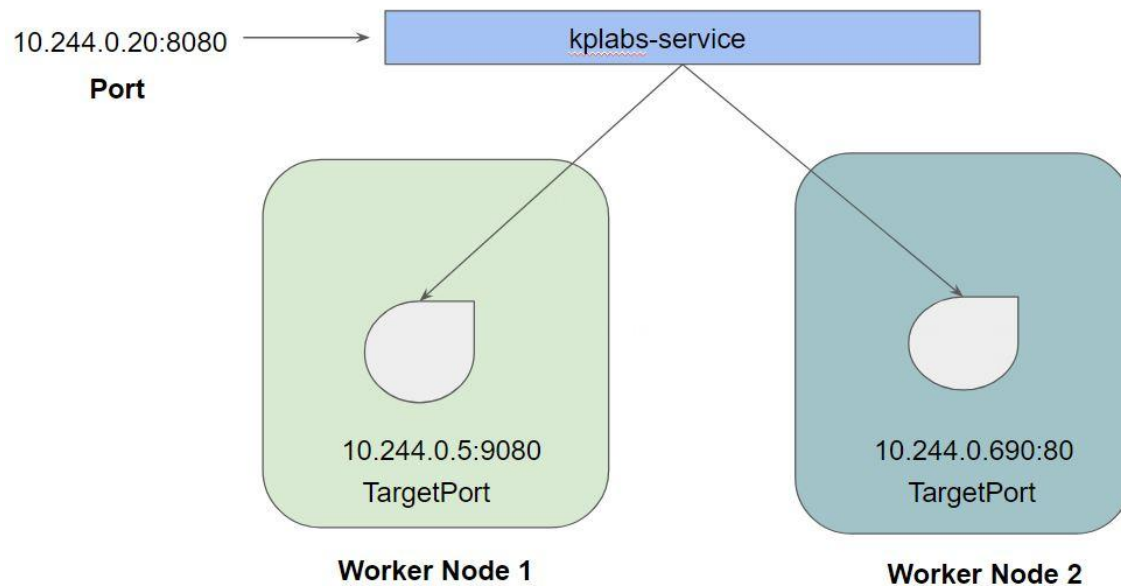 kplabs-service
10.244.0.20:8080
Port
10.244.0.5:9080
TargetPort
10.244.0.690:80
TargetPort
Worker Node 1
Worker Node 2